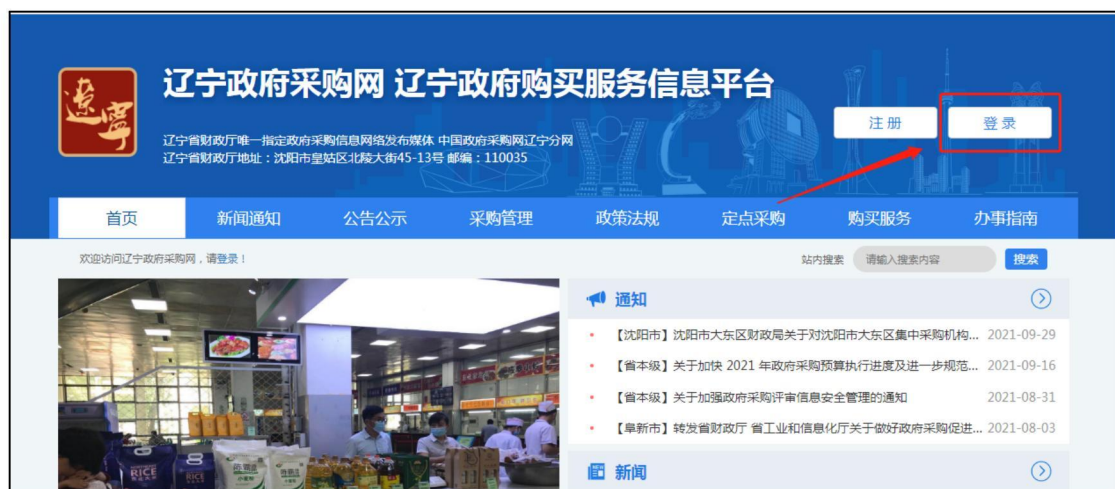 遼寧
辽宁政府采购网 辽宁政府购买服务信息平台
辽宁省财政厅唯一指定政府采购信息网络发布媒体 中国政府采购网辽宁分网
辽宁省财政厅地址：沈阳市皇姑区北陵大街45-13号 邮编：110035
注册 登录
首页 新闻通知 公告公示 采购管理 政策法规 定点采购 购买服务 办事指南
欢迎访问辽宁政府采购网，请登录！ 站内搜索 请输入搜索内容 搜索
通知
【沈阳市】沈阳市大东区财政局关于对沈阳市大东区集中采购机构... 2021-09-29
【省本级】关于加快 2021 年政府采购预算执行进度及进一步规范... 2021-09-16
【省本级】关于加强政府采购评审信息安全管理的通知 2021-08-31
【阜新市】转发省财政厅 省工业和信息化厅关于做好政府采购促进... 2021-08-03
新闻
RICE
RICE